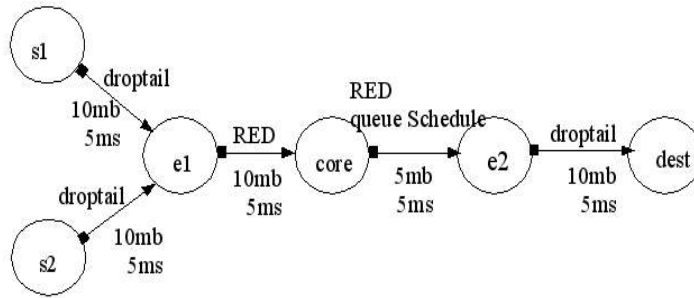 s1
droptail
10mb
5ms
e1
droptail
10mb
5ms
s2
RED
10mb
5ms
core
RED
queue Schedule
5mb
5ms
e2
droptail
10mb
5ms
dest